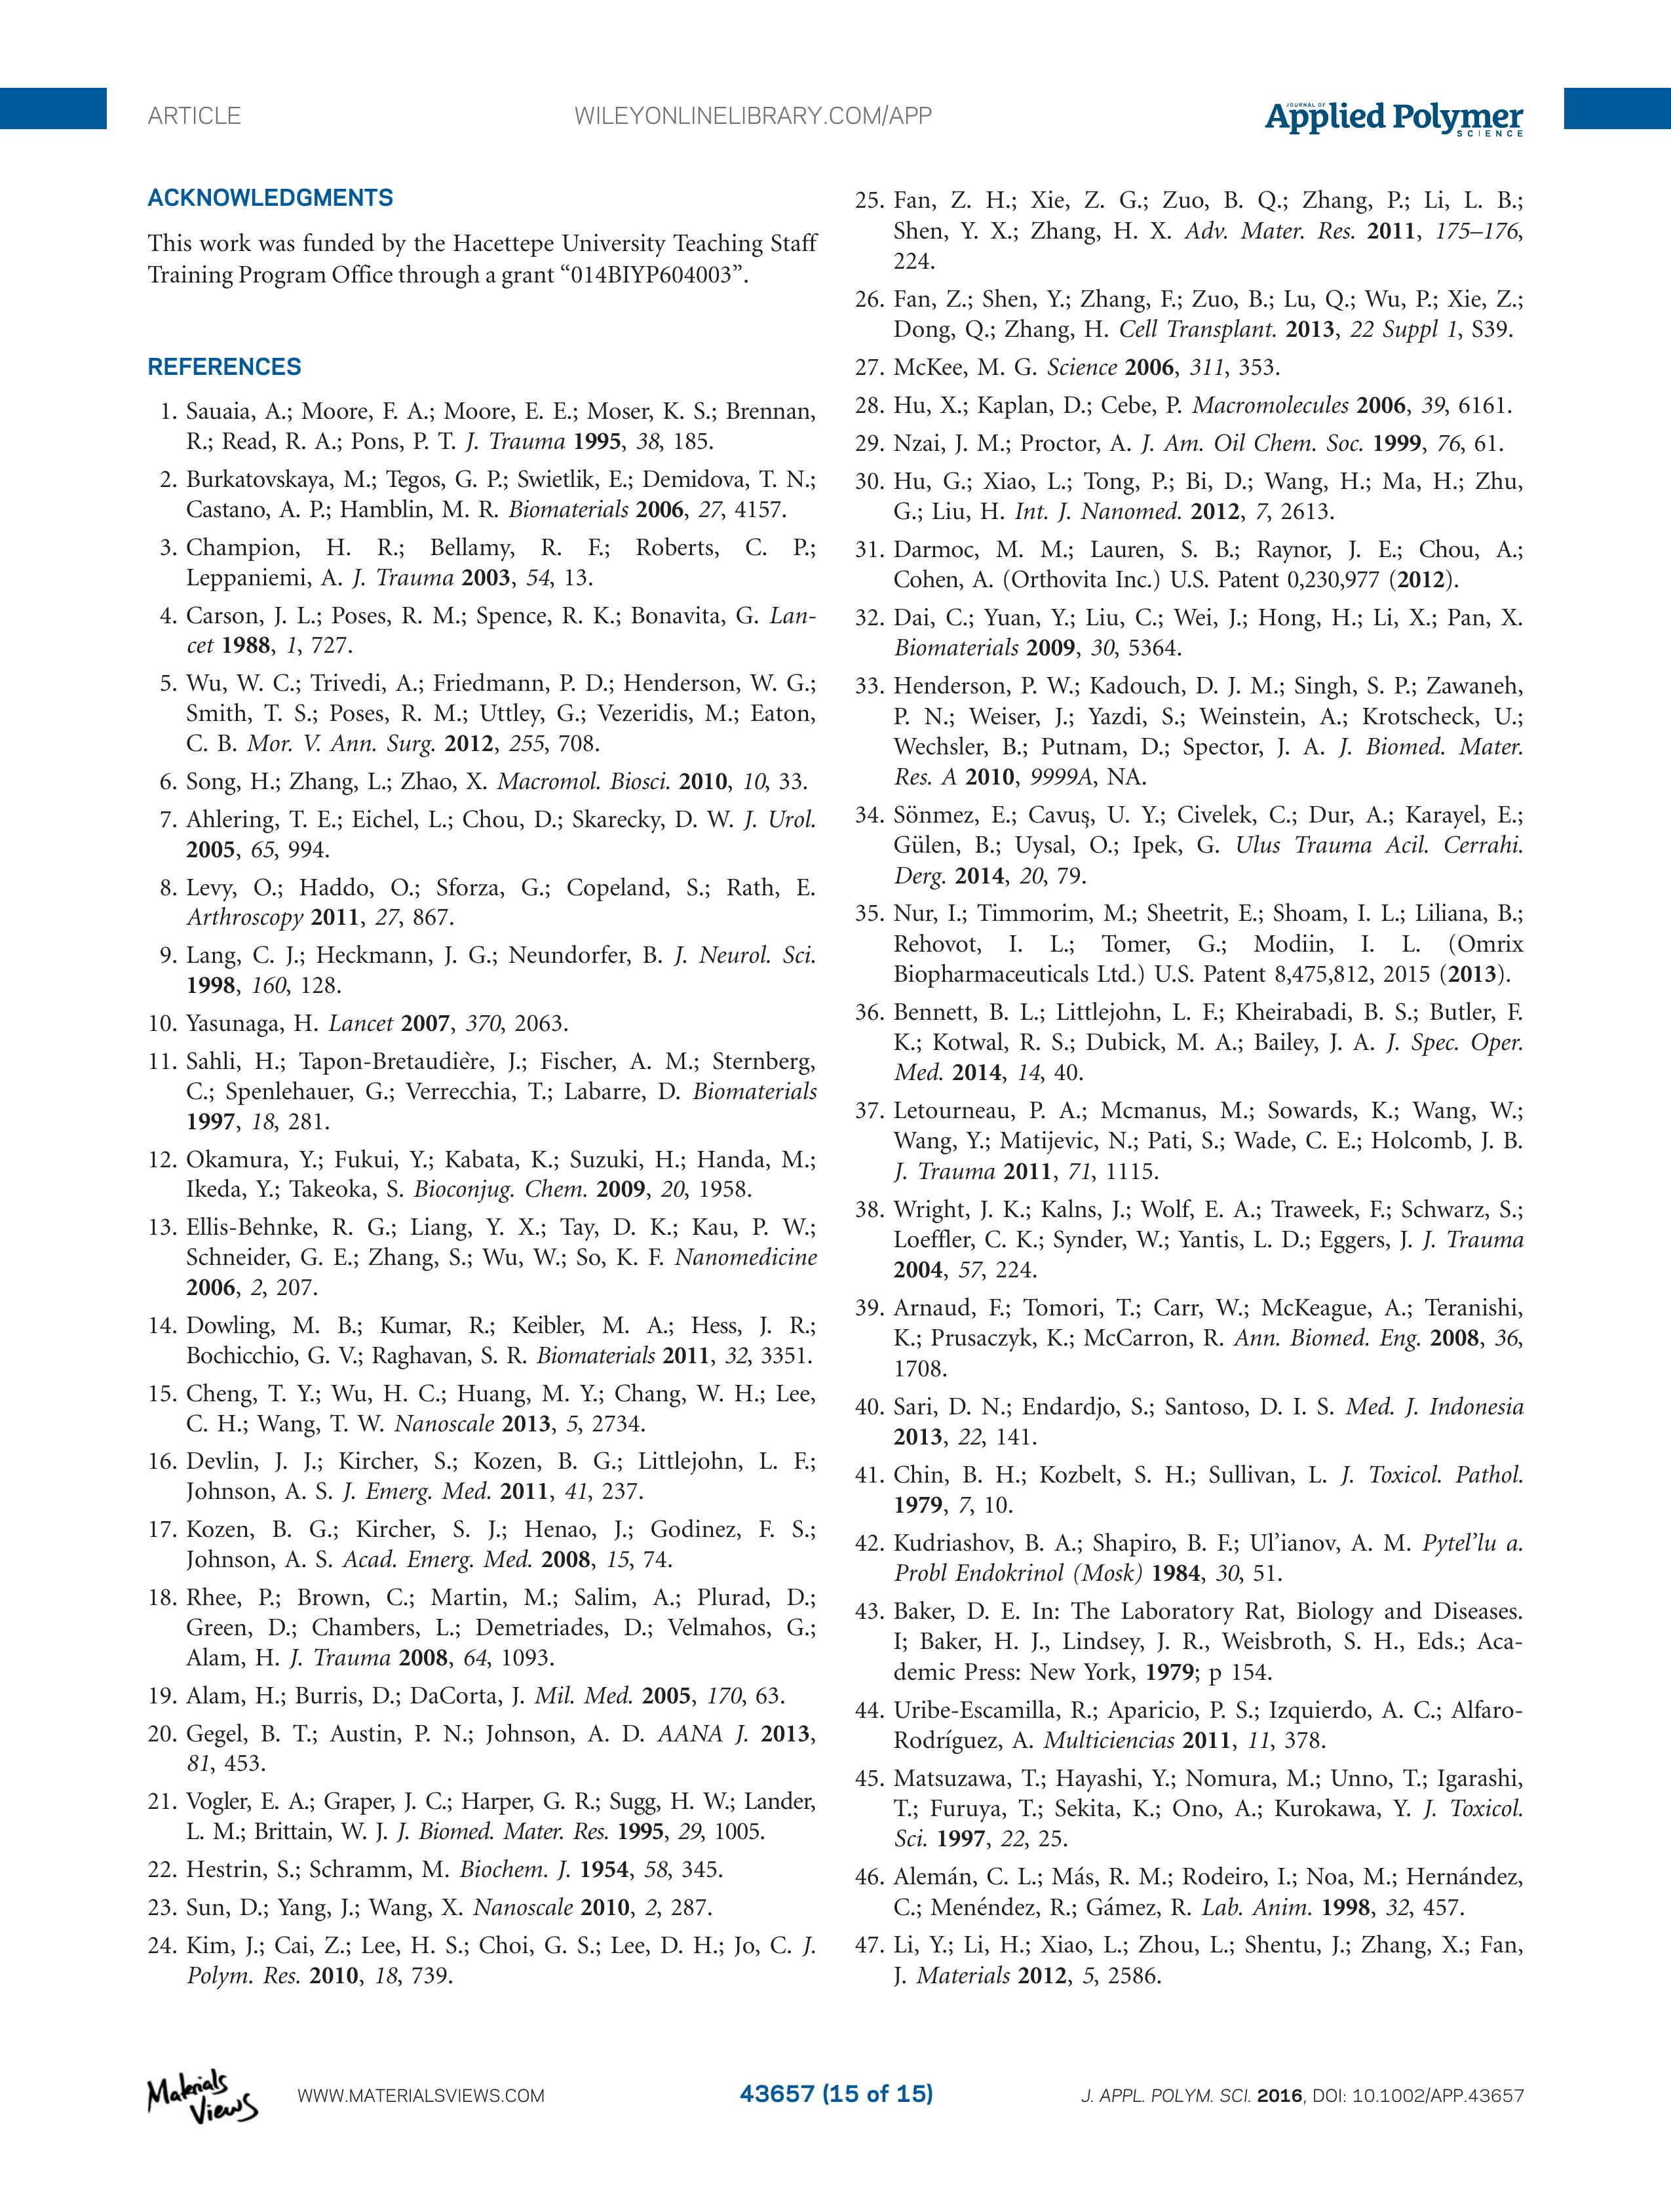 ARTICLE
WILEYONLINELIBRARY.COM/APP
JOURNAL OF
Applied Polymer
SCIENCE
ACKNOWLEDGMENTS
This work was funded by the Hacettepe University Teaching Staff
Training Program Office through a grant “014BIYP604003”.
REFERENCES
1. Sauaia, A.; Moore, F. A.; Moore, E. E.; Moser, K. S.; Brennan,
R.; Read, R. A.; Pons, P. T. J. Trauma 1995, 38, 185.
2. Burkatovskaya, M.; Tegos, G. P.; Swietlik, E.; Demidova, T. N.;
Castano, A. P.; Hamblin, M. R. Biomaterials 2006, 27, 4157.
3. Champion, H. R.; Bellamy, R. F.; Roberts, C. P.;
Leppaniemi, A. J. Trauma 2003, 54, 13.
4. Carson, J. L.; Poses, R. M.; Spence, R. K.; Bonavita, G. Lan-
cet 1988, 1, 727.
5. Wu, W. C.; Trivedi, A.; Friedmann, P. D.; Henderson, W. G.;
Smith, T. S.; Poses, R. M.; Uttley, G.; Vezeridis, M.; Eaton,
C. B. Mor. V. Ann. Surg. 2012, 255, 708.
6. Song, H.; Zhang, L.; Zhao, X. Macromol. Biosci. 2010, 10, 33.
7. Ahlering, T. E.; Eichel, L.; Chou, D.; Skarecky, D. W. J. Urol.
2005, 65, 994.
8. Levy, O.; Haddo, O.; Sforza, G.; Copeland, S.; Rath, E.
Arthroscopy 2011, 27, 867.
9. Lang, C. J.; Heckmann, J. G.; Neundorfer, B. J. Neurol. Sci.
1998, 160, 128.
10. Yasunaga, H. Lancet 2007, 370, 2063.
11. Sahli, H.; Tapon-Bretaudière, J.; Fischer, A. M.; Sternberg,
C.; Spenlehauer, G.; Verrecchia, T.; Labarre, D. Biomaterials
1997, 18, 281.
12. Okamura, Y.; Fukui, Y.; Kabata, K.; Suzuki, H.; Handa, M.;
Ikeda, Y.; Takeoka, S. Bioconjug. Chem. 2009, 20, 1958.
13. Ellis-Behnke, R. G.; Liang, Y. X.; Tay, D. K.; Kau, P. W.;
Schneider, G. E.; Zhang, S.; Wu, W.; So, K. F. Nanomedicine
2006, 2, 207.
14. Dowling, M. B.; Kumar, R.; Keibler, M. A.; Hess, J. R.;
Bochicchio, G. V.; Raghavan, S. R. Biomaterials 2011, 32, 3351.
15. Cheng, T. Y.; Wu, H. C.; Huang, M. Y.; Chang, W. H.; Lee,
C. H.; Wang, T. W. Nanoscale 2013, 5, 2734.
16. Devlin, J. J.; Kircher, S.; Kozen, B. G.; Littlejohn, L. F.;
Johnson, A. S. J. Emerg. Med. 2011, 41, 237.
17. Kozen, B. G.; Kircher, S. J.; Henao, J.; Godinez, F. S.;
Johnson, A. S. Acad. Emerg. Med. 2008, 15, 74.
18. Rhee, P.; Brown, C.; Martin, M.; Salim, A.; Plurad, D.;
Green, D.; Chambers, L.; Demetriades, D.; Velmahos, G.;
Alam, H. J. Trauma 2008, 64, 1093.
19. Alam, H.; Burris, D.; DaCorta, J. Mil. Med. 2005, 170, 63.
20. Gegel, B. T.; Austin, P. N.; Johnson, A. D. AANA J. 2013,
81, 453.
21. Vogler, E. A.; Graper, J. C.; Harper, G. R.; Sugg, H. W.; Lander,
L. M.; Brittain, W. J. J. Biomed. Mater. Res. 1995, 29, 1005.
22. Hestrin, S.; Schramm, M. Biochem. J. 1954, 58, 345.
23. Sun, D.; Yang, J.; Wang, X. Nanoscale 2010, 2, 287.
24. Kim, J.; Cai, Z.; Lee, H. S.; Choi, G. S.; Lee, D. H.; Jo, C. J.
Polym. Res. 2010, 18, 739.
25. Fan, Z. H.; Xie, Z. G.; Zuo, B. Q.; Zhang, P.; Li, L. B.;
Shen, Y. X.; Zhang, H. X. Adv. Mater. Res. 2011, 175–176,
224.
26. Fan, Z.; Shen, Y.; Zhang, F.; Zuo, B.; Lu, Q.; Wu, P.; Xie, Z.;
Dong, Q.; Zhang, H. Cell Transplant. 2013, 22 Suppl 1, S39.
27. McKee, M. G. Science 2006, 311, 353.
28. Hu, X.; Kaplan, D.; Cebe, P. Macromolecules 2006, 39, 6161.
29. Nzai, J. M.; Proctor, A. J. Am. Oil Chem. Soc. 1999, 76, 61.
30. Hu, G.; Xiao, L.; Tong, P.; Bi, D.; Wang, H.; Ma, H.; Zhu,
G.; Liu, H. Int. J. Nanomed. 2012, 7, 2613.
31. Darmoc, M. M.; Lauren, S. B.; Raynor, J. E.; Chou, A.;
Cohen, A. (Orthovita Inc.) U.S. Patent 0,230,977 (2012).
32. Dai, C.; Yuan, Y.; Liu, C.; Wei, J.; Hong, H.; Li, X.; Pan, X.
Biomaterials 2009, 30, 5364.
33. Henderson, P. W.; Kadouch, D. J. M.; Singh, S. P.; Zawaneh,
P. N.; Weiser, J.; Yazdi, S.; Weinstein, A.; Krotscheck, U.;
Wechsler, B.; Putnam, D.; Spector, J. A. J. Biomed. Mater.
Res. A 2010, 9999A, NA.
34. Sönmez, E.; Cavuş, U. Y.; Civelek, C.; Dur, A.; Karayel, E.;
Gülen, B.; Uysal, O.; Ipek, G. Ulus Trauma Acil. Cerrahi.
Derg. 2014, 20, 79.
35. Nur, I.; Timmorim, M.; Sheetrit, E.; Shoam, I. L.; Liliana, B.;
Rehovot, I. L.; Tomer, G.; Modiin, I. L. (Omrix
Biopharmaceuticals Ltd.) U.S. Patent 8,475,812, 2015 (2013).
36. Bennett, B. L.; Littlejohn, L. F.; Kheirabadi, B. S.; Butler, F.
K.; Kotwal, R. S.; Dubick, M. A.; Bailey, J. A. J. Spec. Oper.
Med. 2014, 14, 40.
37. Letourneau, P. A.; Mcmanus, M.; Sowards, K.; Wang, W.;
Wang, Y.; Matijevic, N.; Pati, S.; Wade, C. E.; Holcomb, J. B.
J. Trauma 2011, 71, 1115.
38. Wright, J. K.; Kalns, J.; Wolf, E. A.; Traweek, F.; Schwarz, S.;
Loeffler, C. K.; Synder, W.; Yantis, L. D.; Eggers, J. J. Trauma
2004, 57, 224.
39. Arnaud, F.; Tomori, T.; Carr, W.; McKeague, A.; Teranishi,
K.; Prusaczyk, K.; McCarron, R. Ann. Biomed. Eng. 2008, 36,
1708.
40. Sari, D. N.; Endardjo, S.; Santoso, D. I. S. Med. J. Indonesia
2013, 22, 141.
41. Chin, B. H.; Kozbelt, S. H.; Sullivan, L. J. Toxicol. Pathol.
1979, 7, 10.
42. Kudriashov, B. A.; Shapiro, B. F.; Ul’ianov, A. M. Pytel’lu a.
Probl Endokrinol (Mosk) 1984, 30, 51.
43. Baker, D. E. In: The Laboratory Rat, Biology and Diseases.
I; Baker, H. J., Lindsey, J. R., Weisbroth, S. H., Eds.; Aca-
demic Press: New York, 1979; p 154.
44. Uribe-Escamilla, R.; Aparicio, P. S.; Izquierdo, A. C.; Alfaro-
Rodríguez, A. Multiciencias 2011, 11, 378.
45. Matsuzawa, T.; Hayashi, Y.; Nomura, M.; Unno, T.; Igarashi,
T.; Furuya, T.; Sekita, K.; Ono, A.; Kurokawa, Y. J. Toxicol.
Sci. 1997, 22, 25.
46. Alemán, C. L.; Más, R. M.; Rodeiro, I.; Noa, M.; Hernández,
C.; Menéndez, R.; Gámez, R. Lab. Anim. 1998, 32, 457.
47. Li, Y.; Li, H.; Xiao, L.; Zhou, L.; Shentu, J.; Zhang, X.; Fan,
J. Materials 2012, 5, 2586.
Materials
Views
WWW.MATERIALSVIEWS.COM
43657 (15 of 15)
J. APPL. POLYM. SCI. 2016, DOI: 10.1002/APP.43657